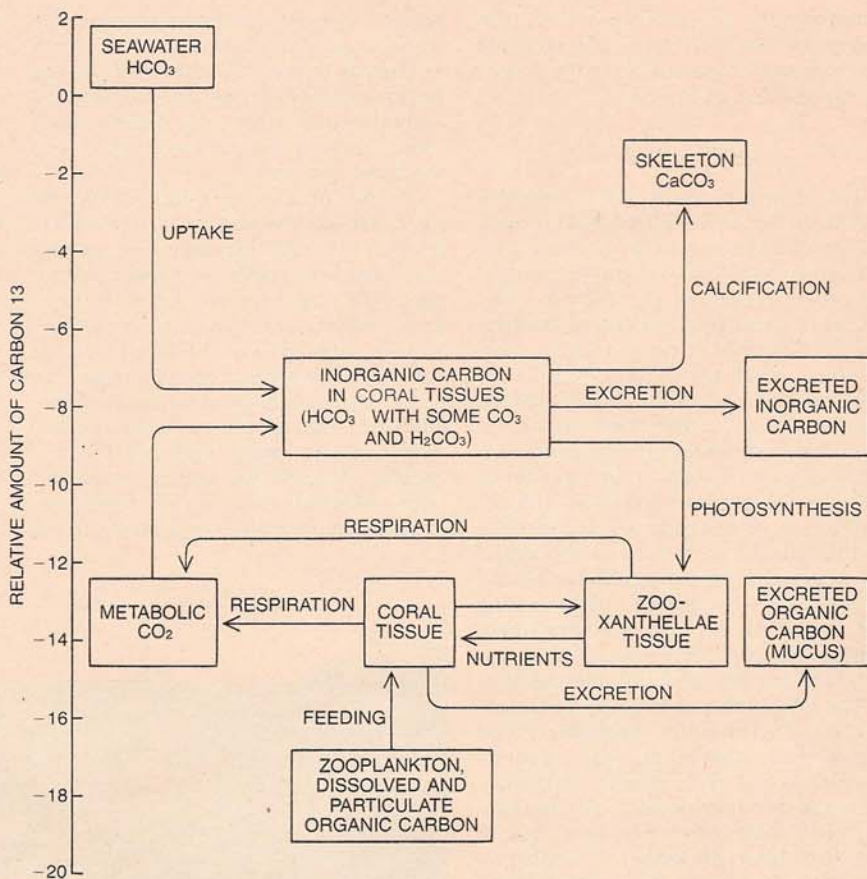 2
0
-2
-4
-6
-8
-10
-12
-14
-16
-18
-20
RELATIVE AMOUNT OF CARBON 13
SEAWATER
HCO₃
UPTAKE
SKELETON
CaCO₃
CALCIFICATION
INORGANIC CARBON
IN CORAL TISSUES
(HCO₃ WITH SOME CO₃
AND H₂CO₃)
EXCRETION
EXCRETED
INORGANIC
CARBON
PHOTOSYNTHESIS
RESPIRATION
METABOLIC
CO₂
RESPIRATION
CORAL
TISSUE
NUTRIENTS
ZOO-
XANTHELLAE
TISSUE
EXCRETED
ORGANIC
CARBON
(MUCUS)
EXCRETION
FEEDING
ZOOPLANKTON,
DISSOLVED AND
PARTICULATE
ORGANIC CARBON